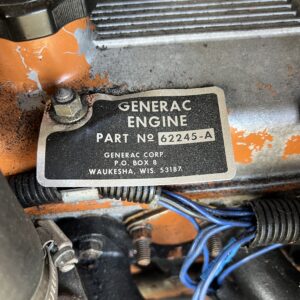 GENERAC
ENGINE
PART Nº 62245-A
GENERAC CORP.
P.O. BOX 8
WAUKESHA, WIS. 53187